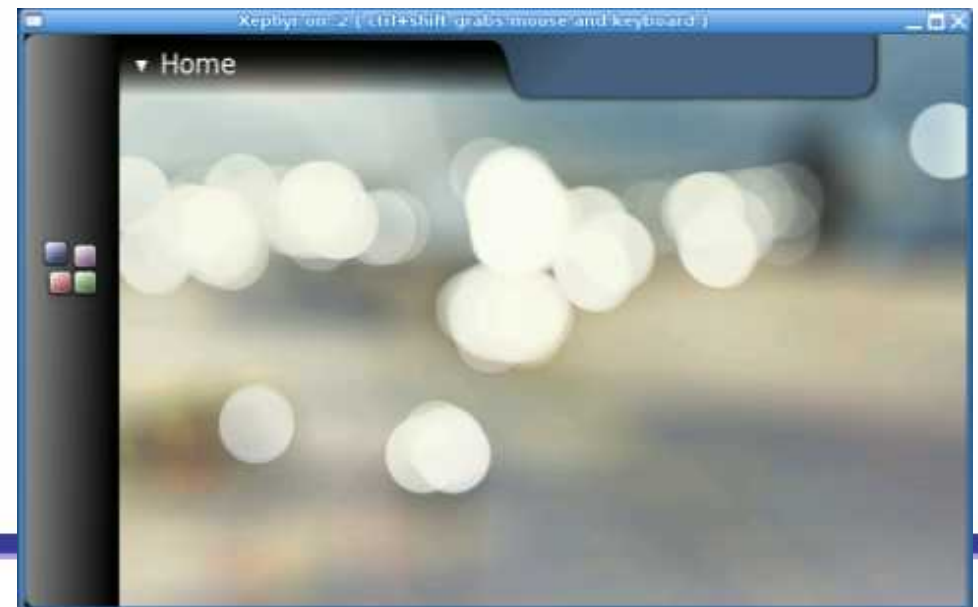 Xephyr on :2 ( ctrl+shift grabs mouse and keyboard )
▾ Home